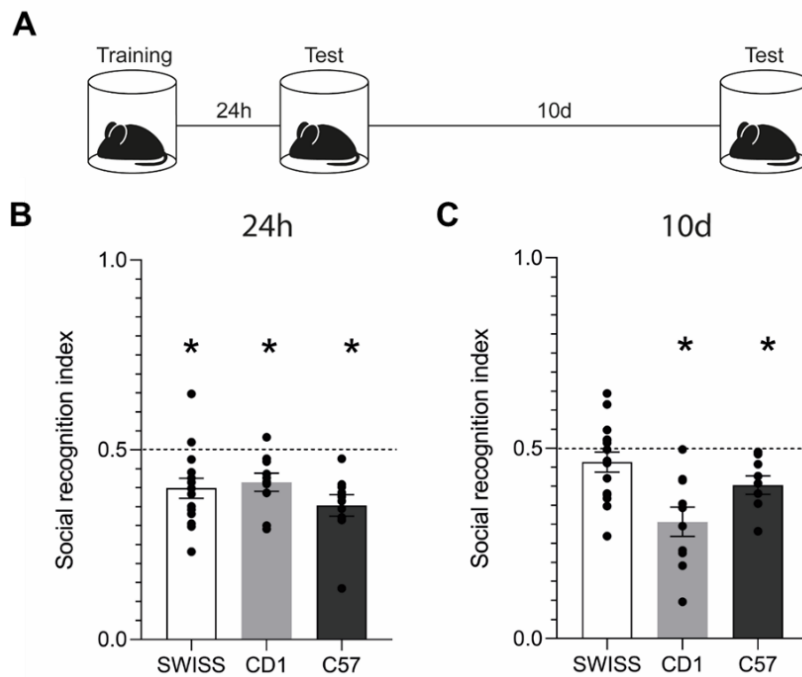 A
Training
Test
Test
24h
10d
B
24h
Social recognition index
1.0
0.5
0.0
* * *
SWISS CD1 C57
C
10d
Social recognition index
1.0
0.5
0.0
* *
SWISS CD1 C57